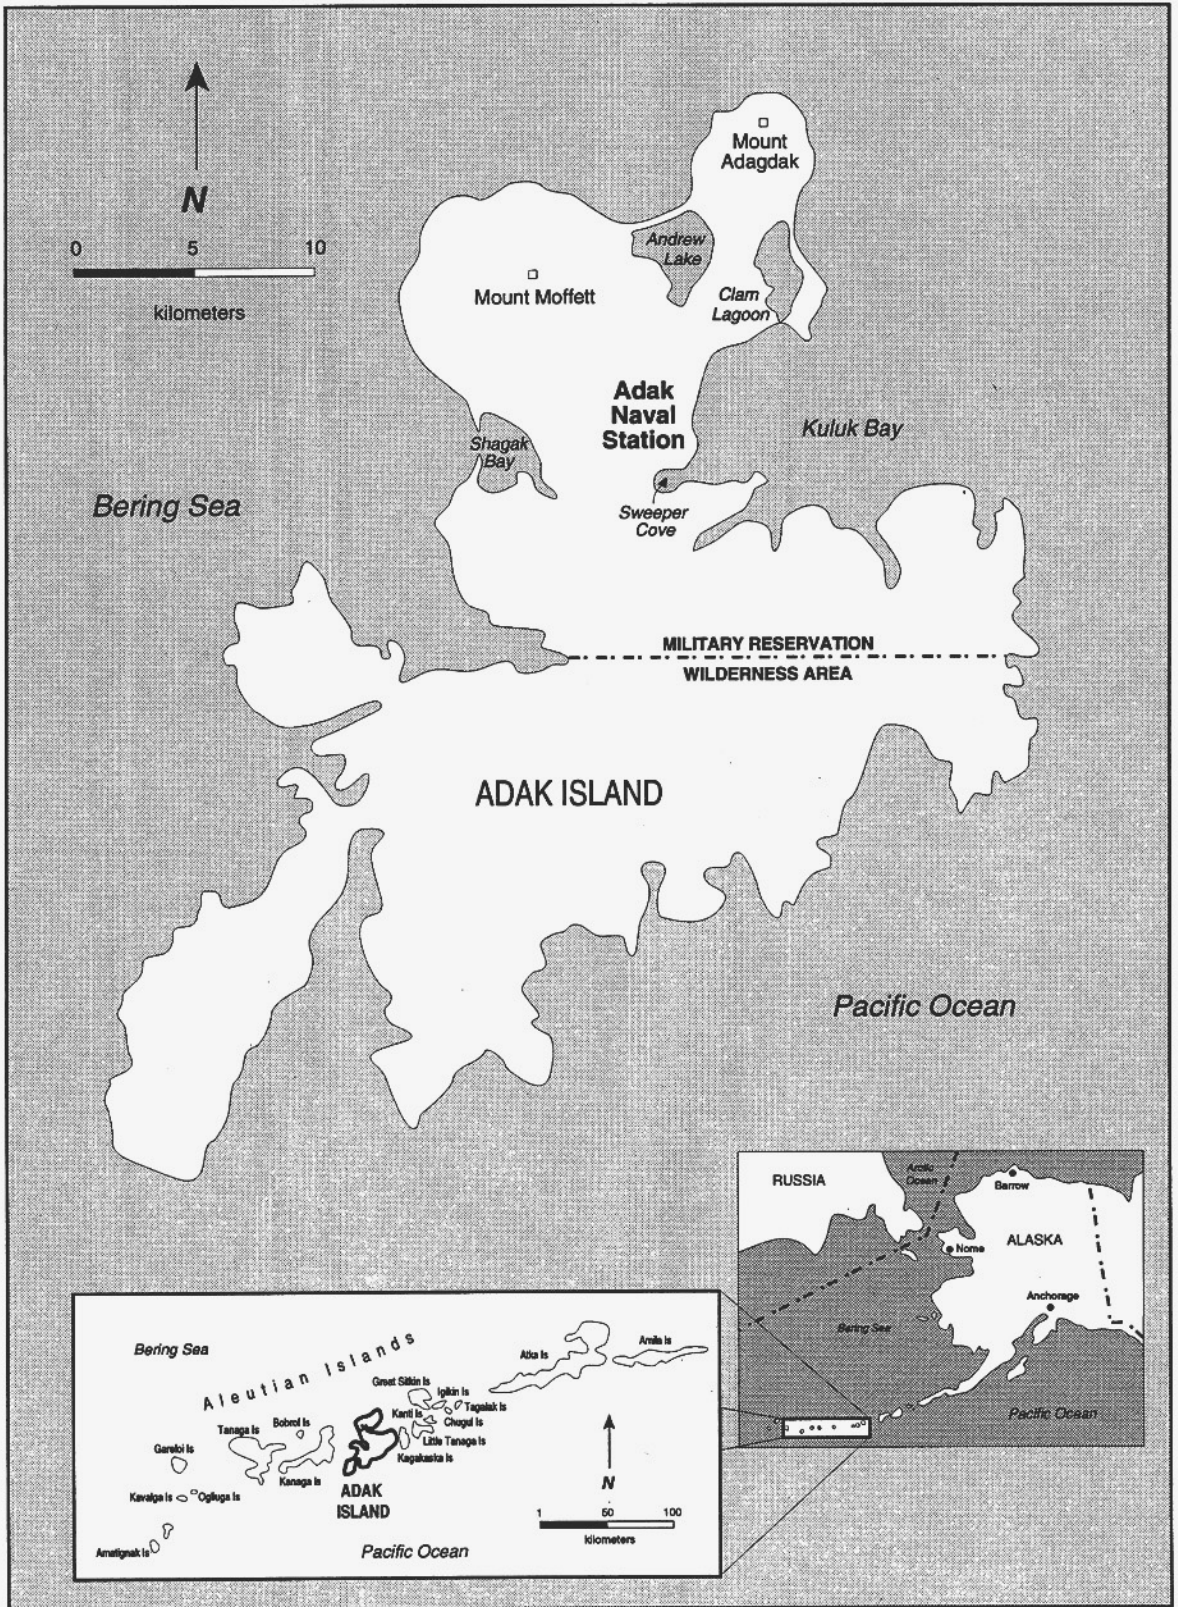 N
0 5 10
kilometers
Mount
Adagdak
Andrew
Lake
Mount Moffett
Clam
Lagoon
Adak
Naval
Station
Kuluk Bay
Shagak
Bay
Bering Sea
Sweeper
Cove
MILITARY RESERVATION
WILDERNESS AREA
ADAK ISLAND
Pacific Ocean
RUSSIA
Arctic
Ocean
Barrow
ALASKA
Nome
Anchorage
Bering Sea
Pacific Ocean
Bering Sea
Aleutian Islands
Atka Is
Amlia Is
Great Sitkin Is
Igikin Is
Tagalak Is
Kanti Is
Chugul Is
Little Tanaga Is
Kagakaska Is
Bobrof Is
Tanaga Is
Gareloi Is
Kanaga Is
Kavalga Is
Ogliuga Is
Amatignak Is
ADAK
ISLAND
N
1 50 100
kilometers
Pacific Ocean